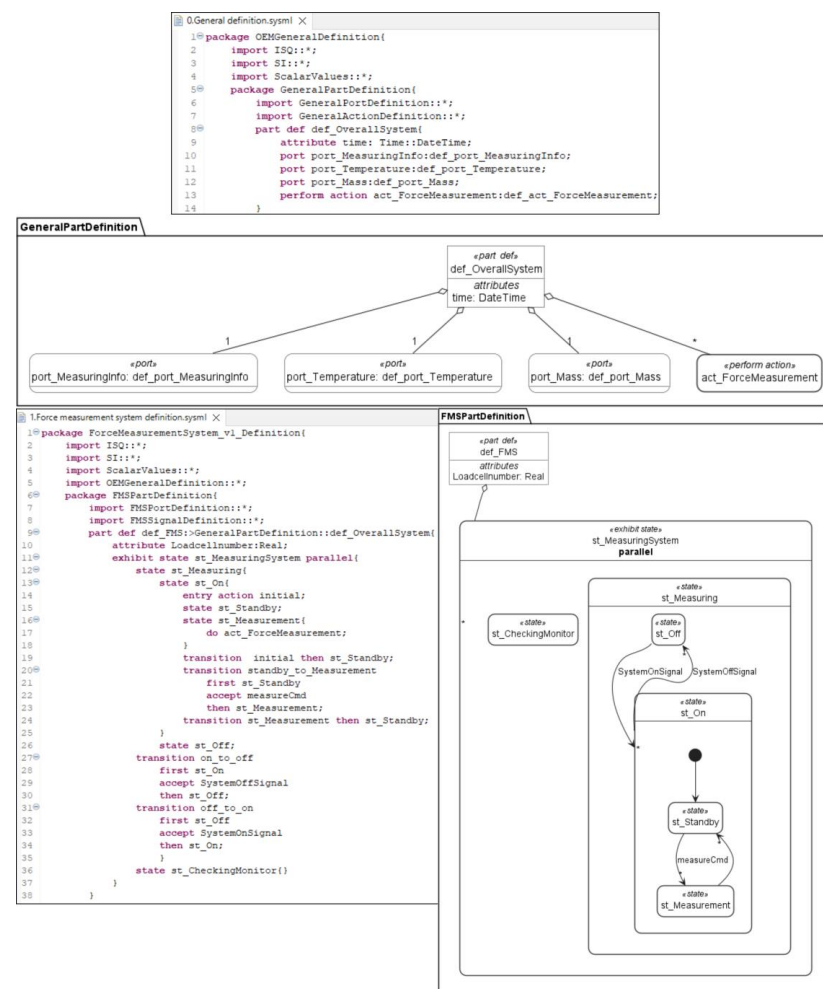 0.General definition.sysml
1 package OEMGeneralDefinition{
2 import ISQ::*;
3 import SI::*;
4 import ScalarValues::*;
5 package GeneralPartDefinition{
6 import GeneralPortDefinition::*;
7 import GeneralActionDefinition::*;
8 part def def_OverallSystem{
9 attribute time: Time::DateTime;
10 port port_MeasuringInfo:def_port_MeasuringInfo;
11 port port_Temperature:def_port_Temperature;
12 port port_Mass:def_port_Mass;
13 perform action act_ForceMeasurement:def_act_ForceMeasurement;
14 }
GeneralPartDefinition
«part def»
def_OverallSystem
attributes
time: DateTime
1
1
1
*
«port»
port_MeasuringInfo: def_port_MeasuringInfo
«port»
port_Temperature: def_port_Temperature
«port»
port_Mass: def_port_Mass
«perform action»
act_ForceMeasurement
1.Force measurement system definition.sysml
1 package ForceMeasurementSystem_v1_Definition{
2 import ISQ::*;
3 import SI::*;
4 import ScalarValues::*;
5 import OEMGeneralDefinition::*;
6 package FMSPartDefinition{
7 import FMSPortDefinition::*;
8 import FMSSignalDefinition::*;
9 part def def_FMS:>GeneralPartDefinition::def_OverallSystem{
10 attribute Loadcellnumber:Real;
11 exhibit state st_MeasuringSystem parallel{
12 state st_Measuring{
13 state st_On{
14 entry action initial;
15 state st_Standby;
16 state st_Measurement{
17 do act_ForceMeasurement;
18 }
19 transition initial then st_Standby;
20 transition standby_to_Measurement
21 first st_Standby
22 accept measureCmd
23 then st_Measurement;
24 transition st_Measurement then st_Standby;
25 }
26 state st_Off;
27 transition on_to_off
28 first st_On
29 accept SystemOffSignal
30 then st_Off;
31 transition off_to_on
32 first st_Off
33 accept SystemOnSignal
34 then st_On;
35 }
36 state st_CheckingMonitor{}
37 }
38 }
FMSPartDefinition
«part def»
def_FMS
attributes
Loadcellnumber: Real
*
«exhibit state»
st_MeasuringSystem
parallel
«state»
st_CheckingMonitor
«state»
st_Measuring
«state»
st_Off
*
SystemOnSignal
SystemOffSignal
*
«state»
st_On
«state»
st_Standby
*
measureCmd
*
«state»
st_Measurement